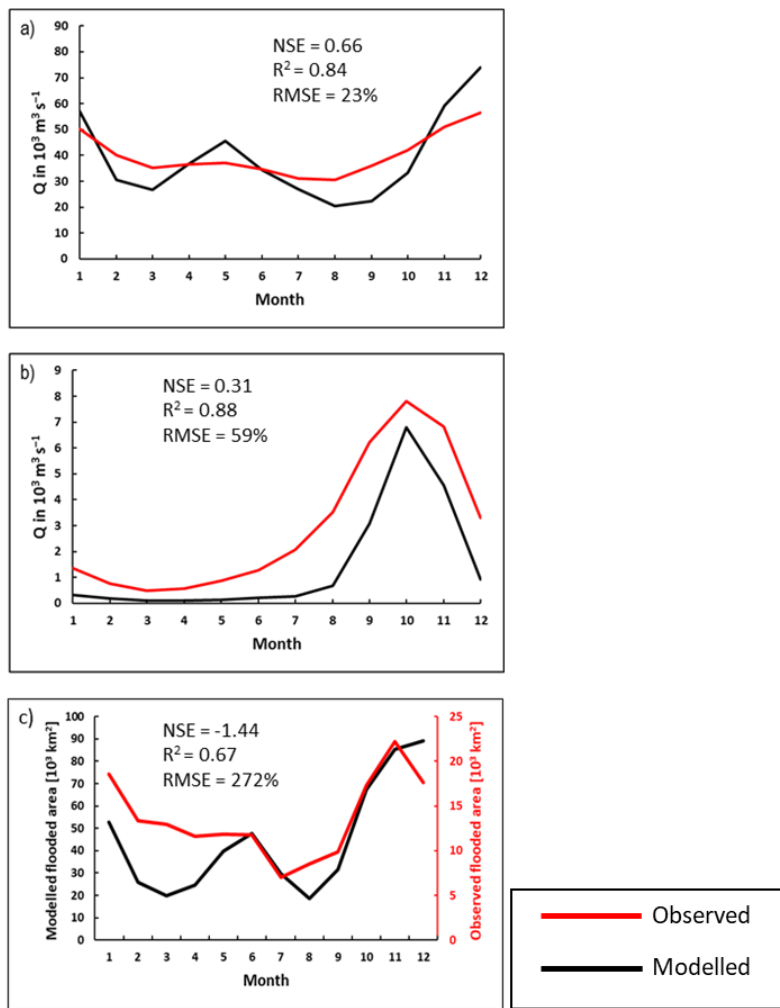 a)
NSE = 0.66
R² = 0.84
RMSE = 23%
Q in 10³ m³ s⁻¹
90
80
70
60
50
40
30
20
10
0
1 2 3 4 5 6 7 8 9 10 11 12
Month
b)
NSE = 0.31
R² = 0.88
RMSE = 59%
Q in 10³ m³ s⁻¹
9
8
7
6
5
4
3
2
1
0
1 2 3 4 5 6 7 8 9 10 11 12
Month
c)
NSE = -1.44
R² = 0.67
RMSE = 272%
Modelled flooded area [10³ km²]
100
90
80
70
60
50
40
30
20
10
0
25
20
15
10
5
0
Observed flooded area [10³ km²]
1 2 3 4 5 6 7 8 9 10 11 12
Month
Observed
Modelled